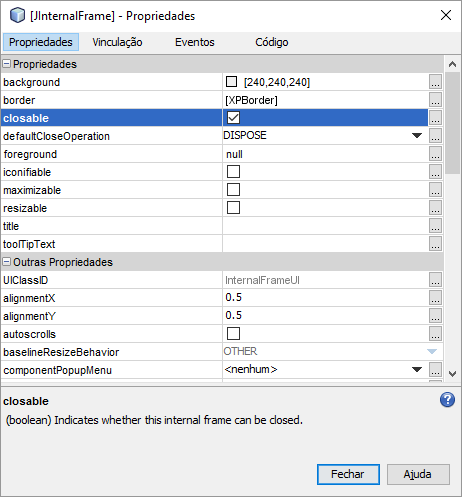 [JInternalFrame] - Propriedades
Propriedades Vinculação Eventos Código
Propriedades
background [240,240,240] ...
border [XPBorder] ...
closable ...
defaultCloseOperation DISPOSE ...
foreground null ...
iconifiable ...
maximizable ...
resizable ...
title ...
toolTipText ...
Outras Propriedades
UIClassID InternalFrameUI ...
alignmentX 0.5 ...
alignmentY 0.5 ...
autoscrolls ...
baselineResizeBehavior OTHER ...
componentPopupMenu <nenhum> ...
closable
(boolean) Indicates whether this internal frame can be closed.
Fechar Ajuda